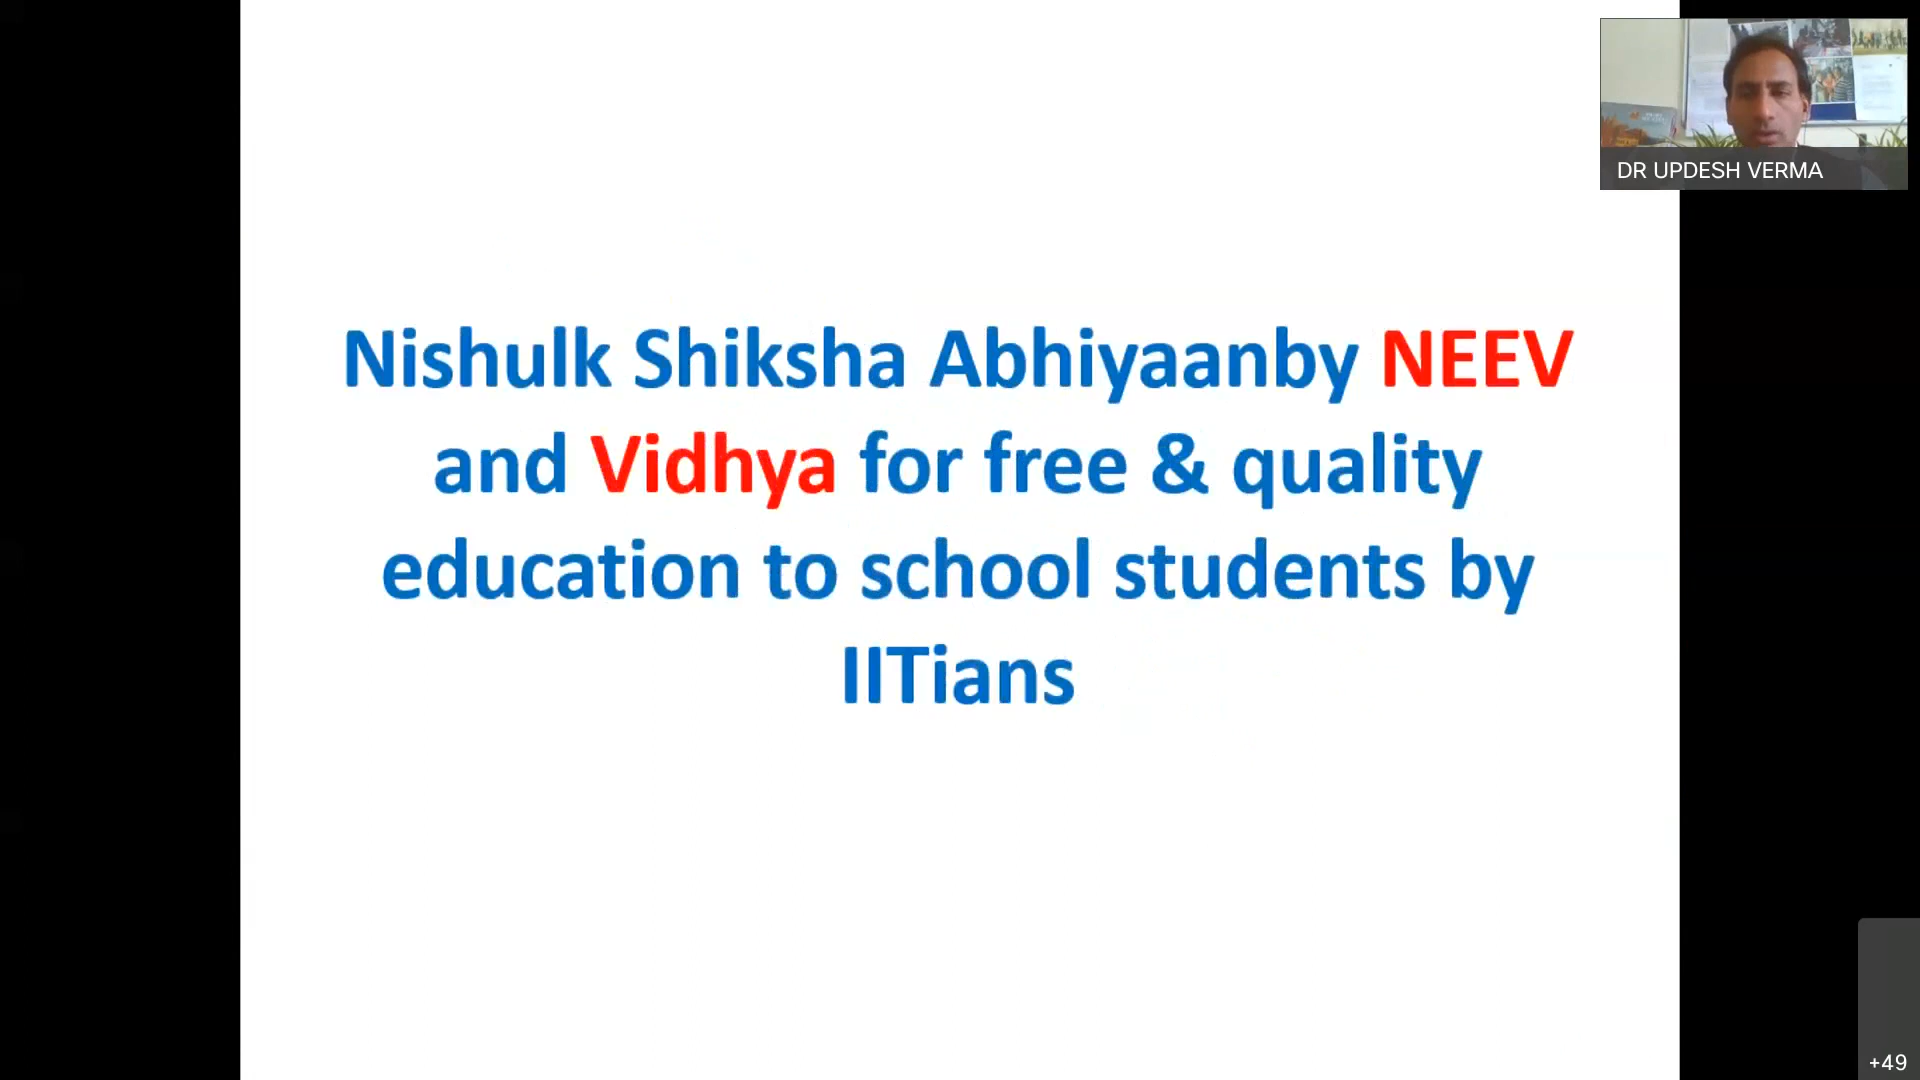 DR UPDESH VERMA
Nishulk Shiksha Abhiyaanby NEEV
and Vidhya for free & quality
education to school students by
IITians
+49